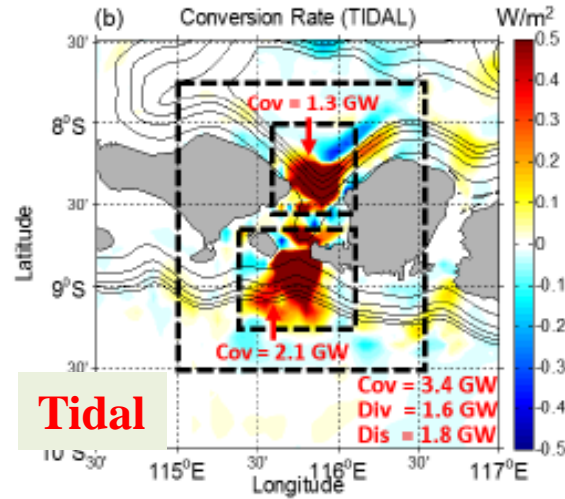 (b) Conversion Rate (TIDAL) W/m²
30'
8°S
30'
9°S
30'
10°S
Latitude
Cov = 1.3 GW
Cov = 2.1 GW
Cov = 3.4 GW
Div = 1.6 GW
Dis = 1.8 GW
Tidal
30' 115°E 30' 116°E 30' 117°E
Longitude
0.5
0.4
0.3
0.2
0.1
0
-0.1
-0.2
-0.3
-0.4
-0.5